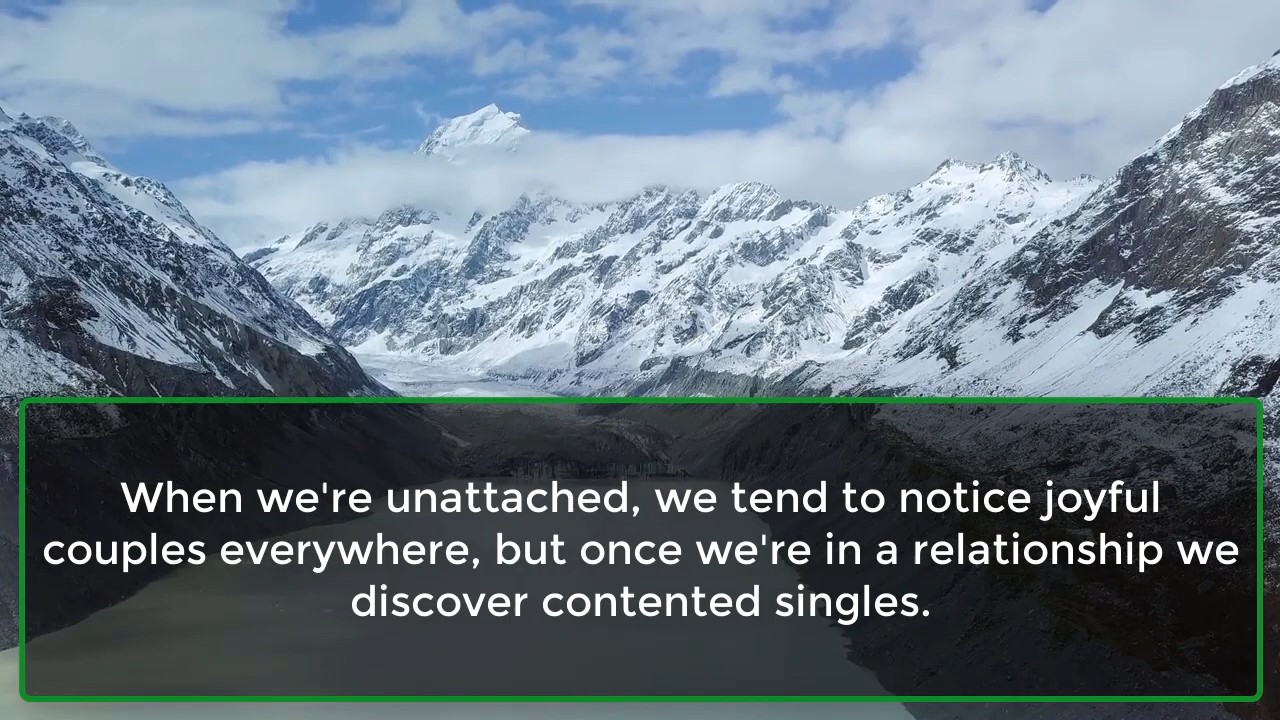 When we're unattached, we tend to notice joyful
couples everywhere, but once we're in a relationship we
discover contented singles.